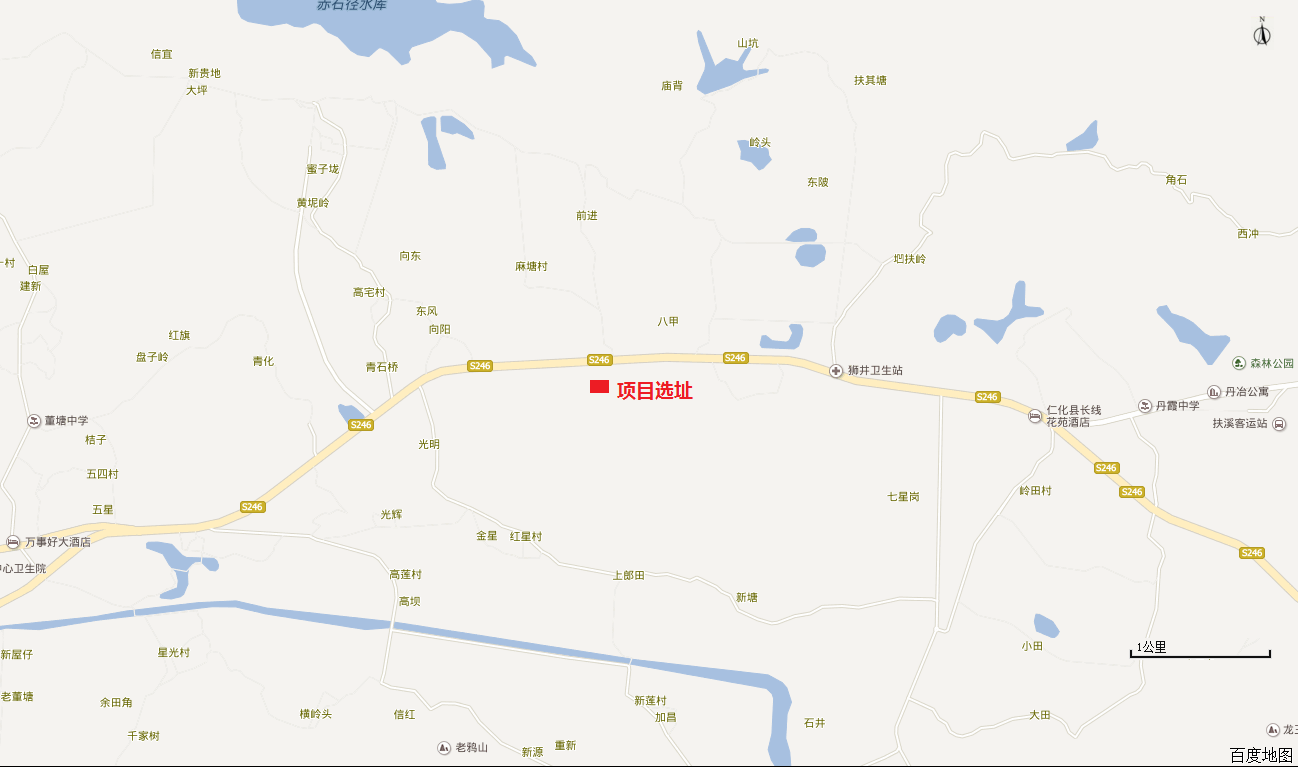 赤石径水库
N
信宜
山坑
新贵地
大坪
庙背
扶其塘
岭头
蜜子垅
东陂
角石
黄坭岭
前进
西冲
向东
白屋
麻塘村
建新
高宅村
东风
八甲
向阳
红旗
盘子岭
青化
青石桥
S246
S246
S246
狮井卫生站
森林公园
项目选址
S246
丹冶公寓
丹霞中学
仁化县长线
花苑酒店
扶溪客运站
董塘中学
S246
桔子
光明
五四村
S246
S246
岭田村
七星岗
五星
S246
光辉
金星
红星村
万事好大酒店
S246
中心卫生院
高莲村
上郎田
高坝
新塘
新屋仔
星光村
小田
1公里
老董塘
余田角
新莲村
横岭头
信红
加昌
石井
大田
千家树
老鸦山
新源
重新
百度地图